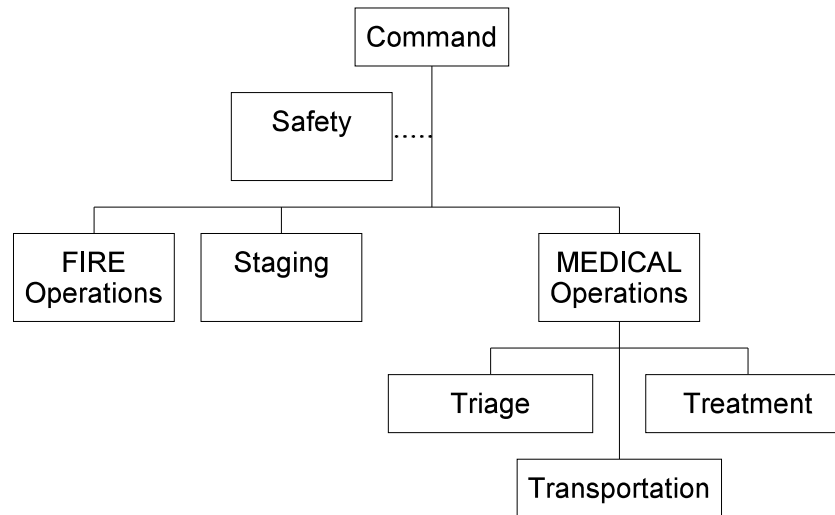 Command
Safety
FIRE
Operations
Staging
MEDICAL
Operations
Triage
Treatment
Transportation